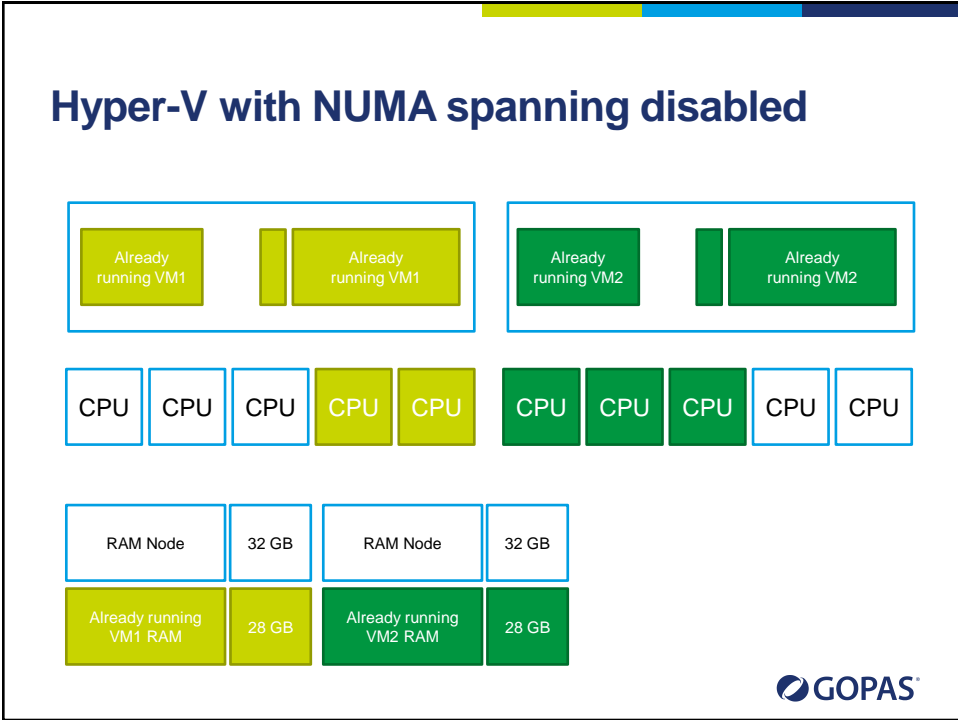 Hyper-V with NUMA spanning disabled
Already
running VM1
Already
running VM1
Already
running VM2
Already
running VM2
CPU
CPU
CPU
CPU
CPU
CPU
CPU
CPU
CPU
CPU
RAM Node
32 GB
RAM Node
32 GB
Already running
VM1 RAM
28 GB
Already running
VM2 RAM
28 GB
GOPAS